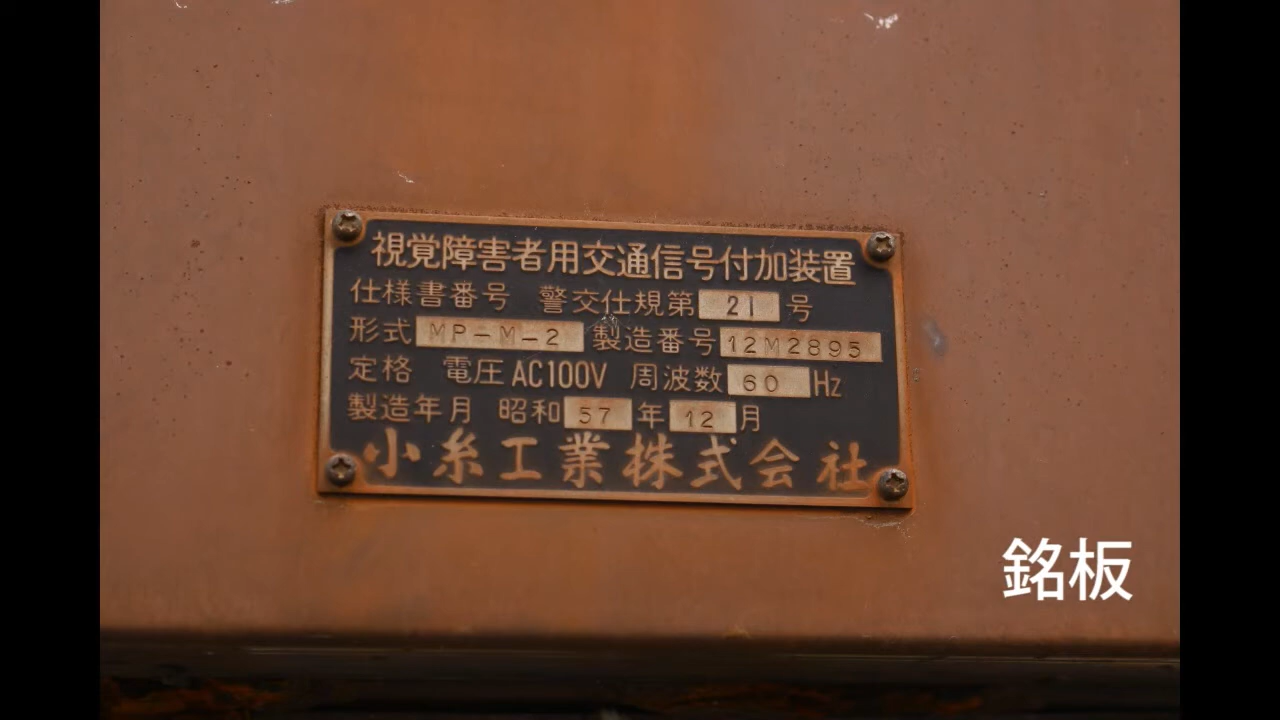 視覚障害者用交通信号付加装置
仕様書番号 警交仕規第 21 号
形式 MP-M-2 製造番号 12M2895
定格 電圧 AC100V 周波数 60 Hz
製造年月 昭和 57 年 12 月
小糸工業株式会社
銘板